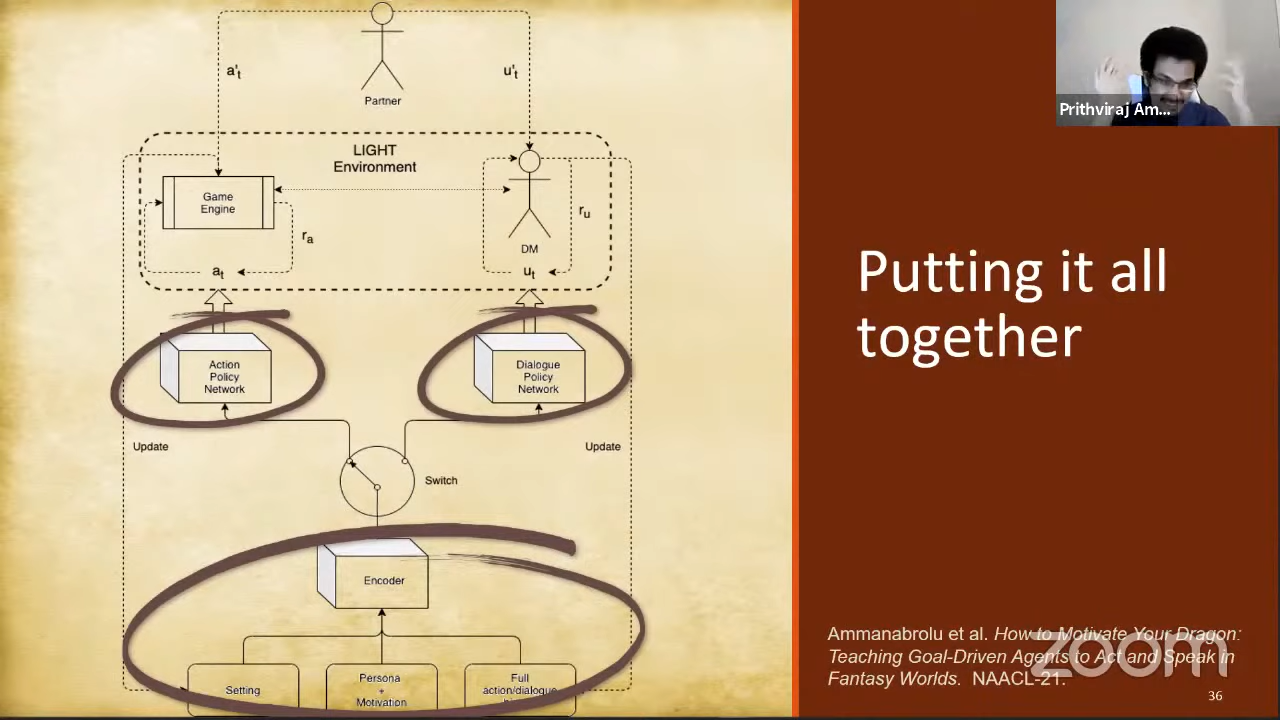 a't
u't
Partner
LIGHT
Environment
Game
Engine
ra
at
ru
DM
ut
Action
Policy
Network
Dialogue
Policy
Network
Update
Update
Switch
Encoder
Setting
Persona
+
Motivation
Full
action/dialogue
Prithviraj Am...
Putting it all
together
Ammanabrolu et al. How to Motivate Your Dragon:
Teaching Goal-Driven Agents to Act and Speak in
Fantasy Worlds. NAACL-21.
zoom
36